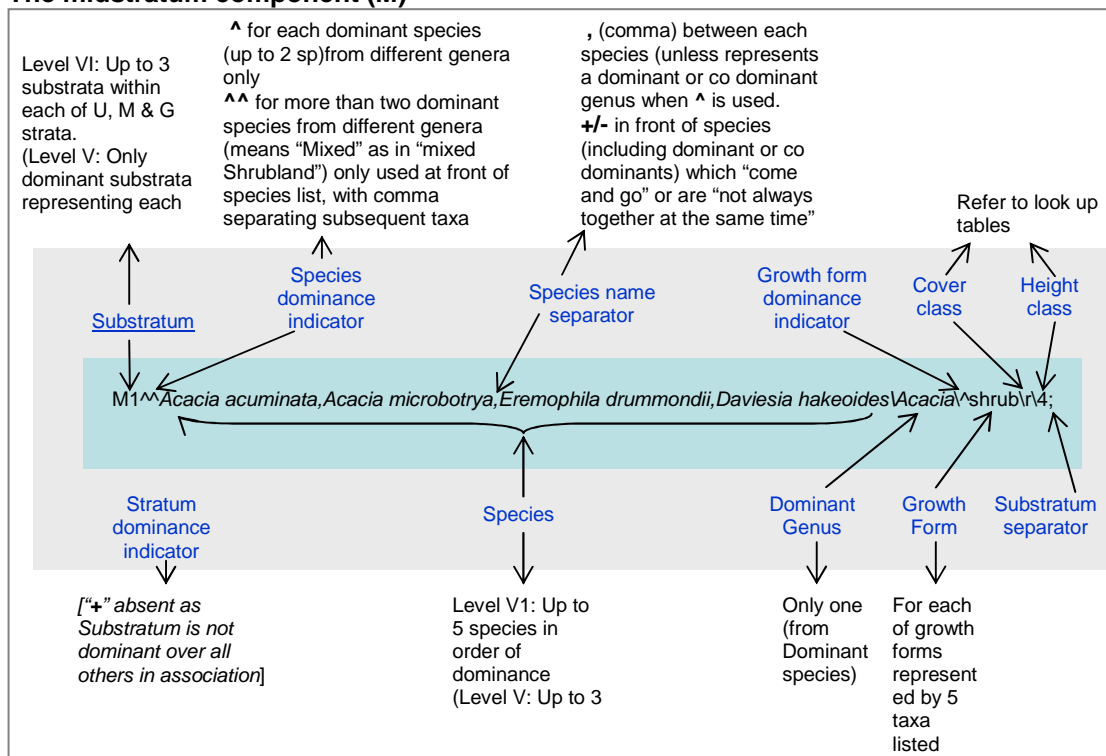 The midstratum component (M)
^ for each dominant species
(up to 2 sp)from different genera
only
^^ for more than two dominant
species from different genera
(means “Mixed” as in “mixed
Shrubland”) only used at front of
species list, with comma
separating subsequent taxa
, (comma) between each
species (unless represents
a dominant or co dominant
genus when ^ is used.
+/- in front of species
(including dominant or co
dominants) which “come
and go” or are “not always
together at the same time”
Level VI: Up to 3
substrata within
each of U, M & G
strata.
(Level V: Only
dominant substrata
representing each
Refer to look up
tables
Substratum
Species
dominance
indicator
Species name
separator
Growth form
dominance
indicator
Cover
class
Height
class
M1^^Acacia acuminata,Acacia microbotrya,Eremophila drummondii,Daviesia hakeoides\Acacia\^shrub\r\4;
Stratum
dominance
indicator
Species
Dominant
Genus
Growth
Form
Substratum
separator
[“+” absent as
Substratum is not
dominant over all
others in association]
Level V1: Up to
5 species in
order of
dominance
(Level V: Up to 3
Only one
(from
Dominant
species)
For each
of growth
forms
represent
ed by 5
taxa
listed